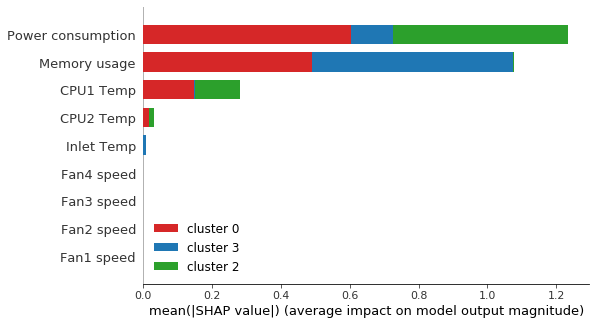 Power consumption
Memory usage
CPU1 Temp
CPU2 Temp
Inlet Temp
Fan4 speed
Fan3 speed
Fan2 speed
Fan1 speed
cluster 0
cluster 3
cluster 2
0.0 0.2 0.4 0.6 0.8 1.0 1.2
mean(|SHAP value|) (average impact on model output magnitude)